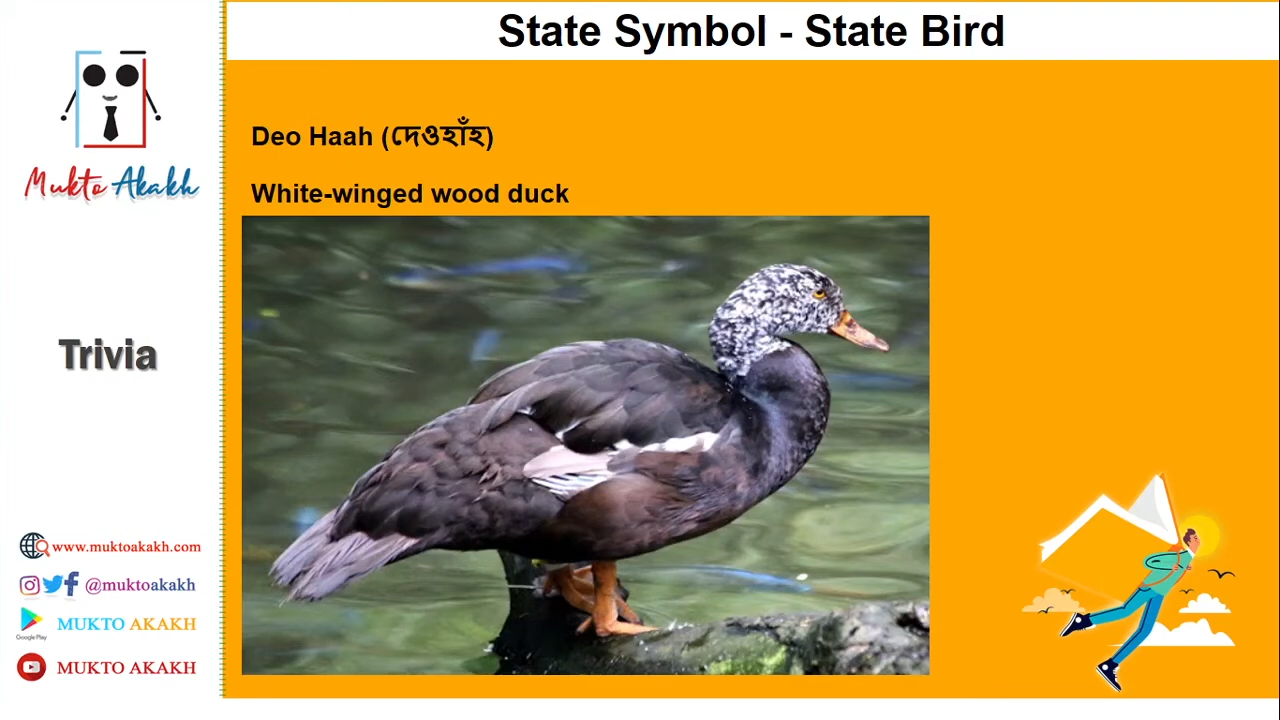 State Symbol - State Bird
Mukto Akakh
Deo Haah (দেওহাঁহ)
White-winged wood duck
Trivia
www.muktoakakh.com
@muktoakakh
Google Play
MUKTO AKAKH
MUKTO AKAKH